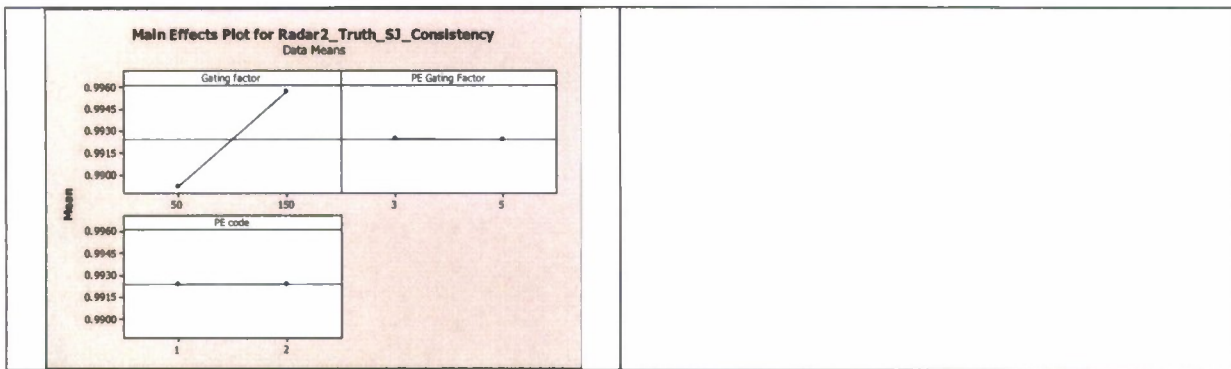 Main Effects Plot for Radar2_Truth_SJ_Consistency
Data Means
Gating factor PE Gating Factor
0.9960
0.9945
0.9930
0.9915
0.9900
50 150 3 5
Mean
PE code
0.9960
0.9945
0.9930
0.9915
0.9900
1 2